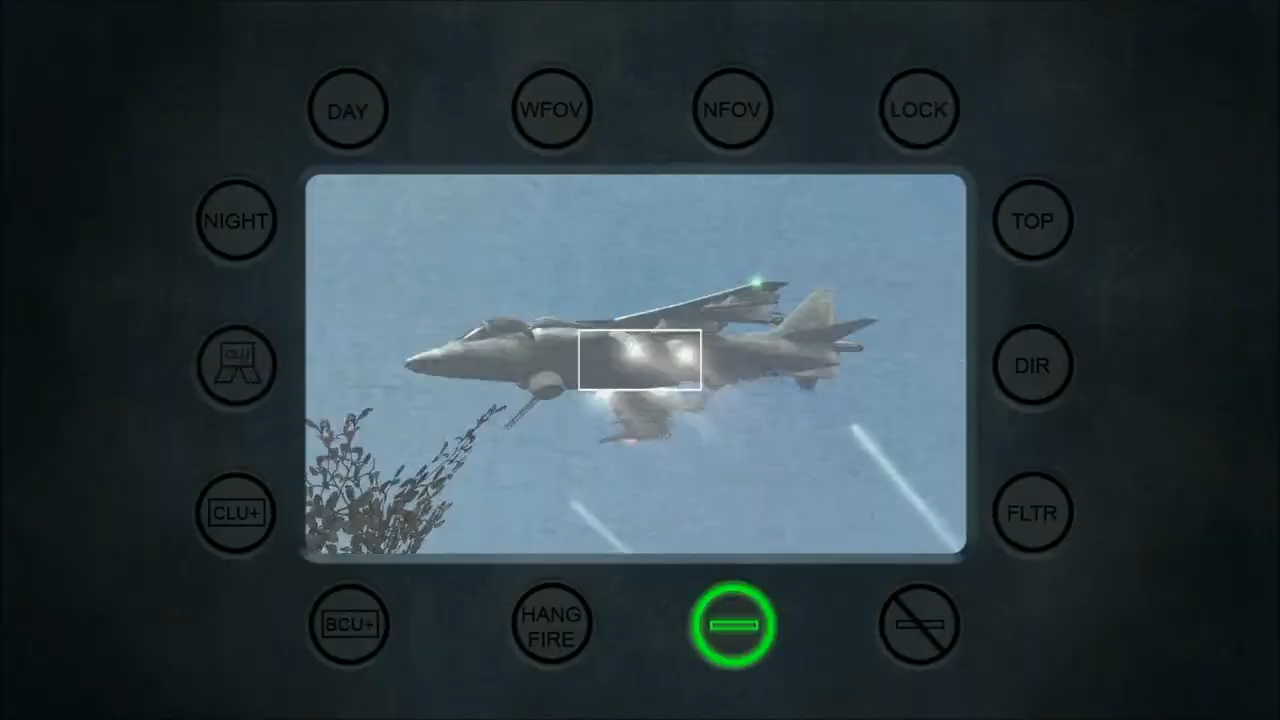 DAY
WFOV
NFOV
LOCK
NIGHT
TOP
CLU
DIR
CLU+
FLTR
BCU+
HANG
FIRE